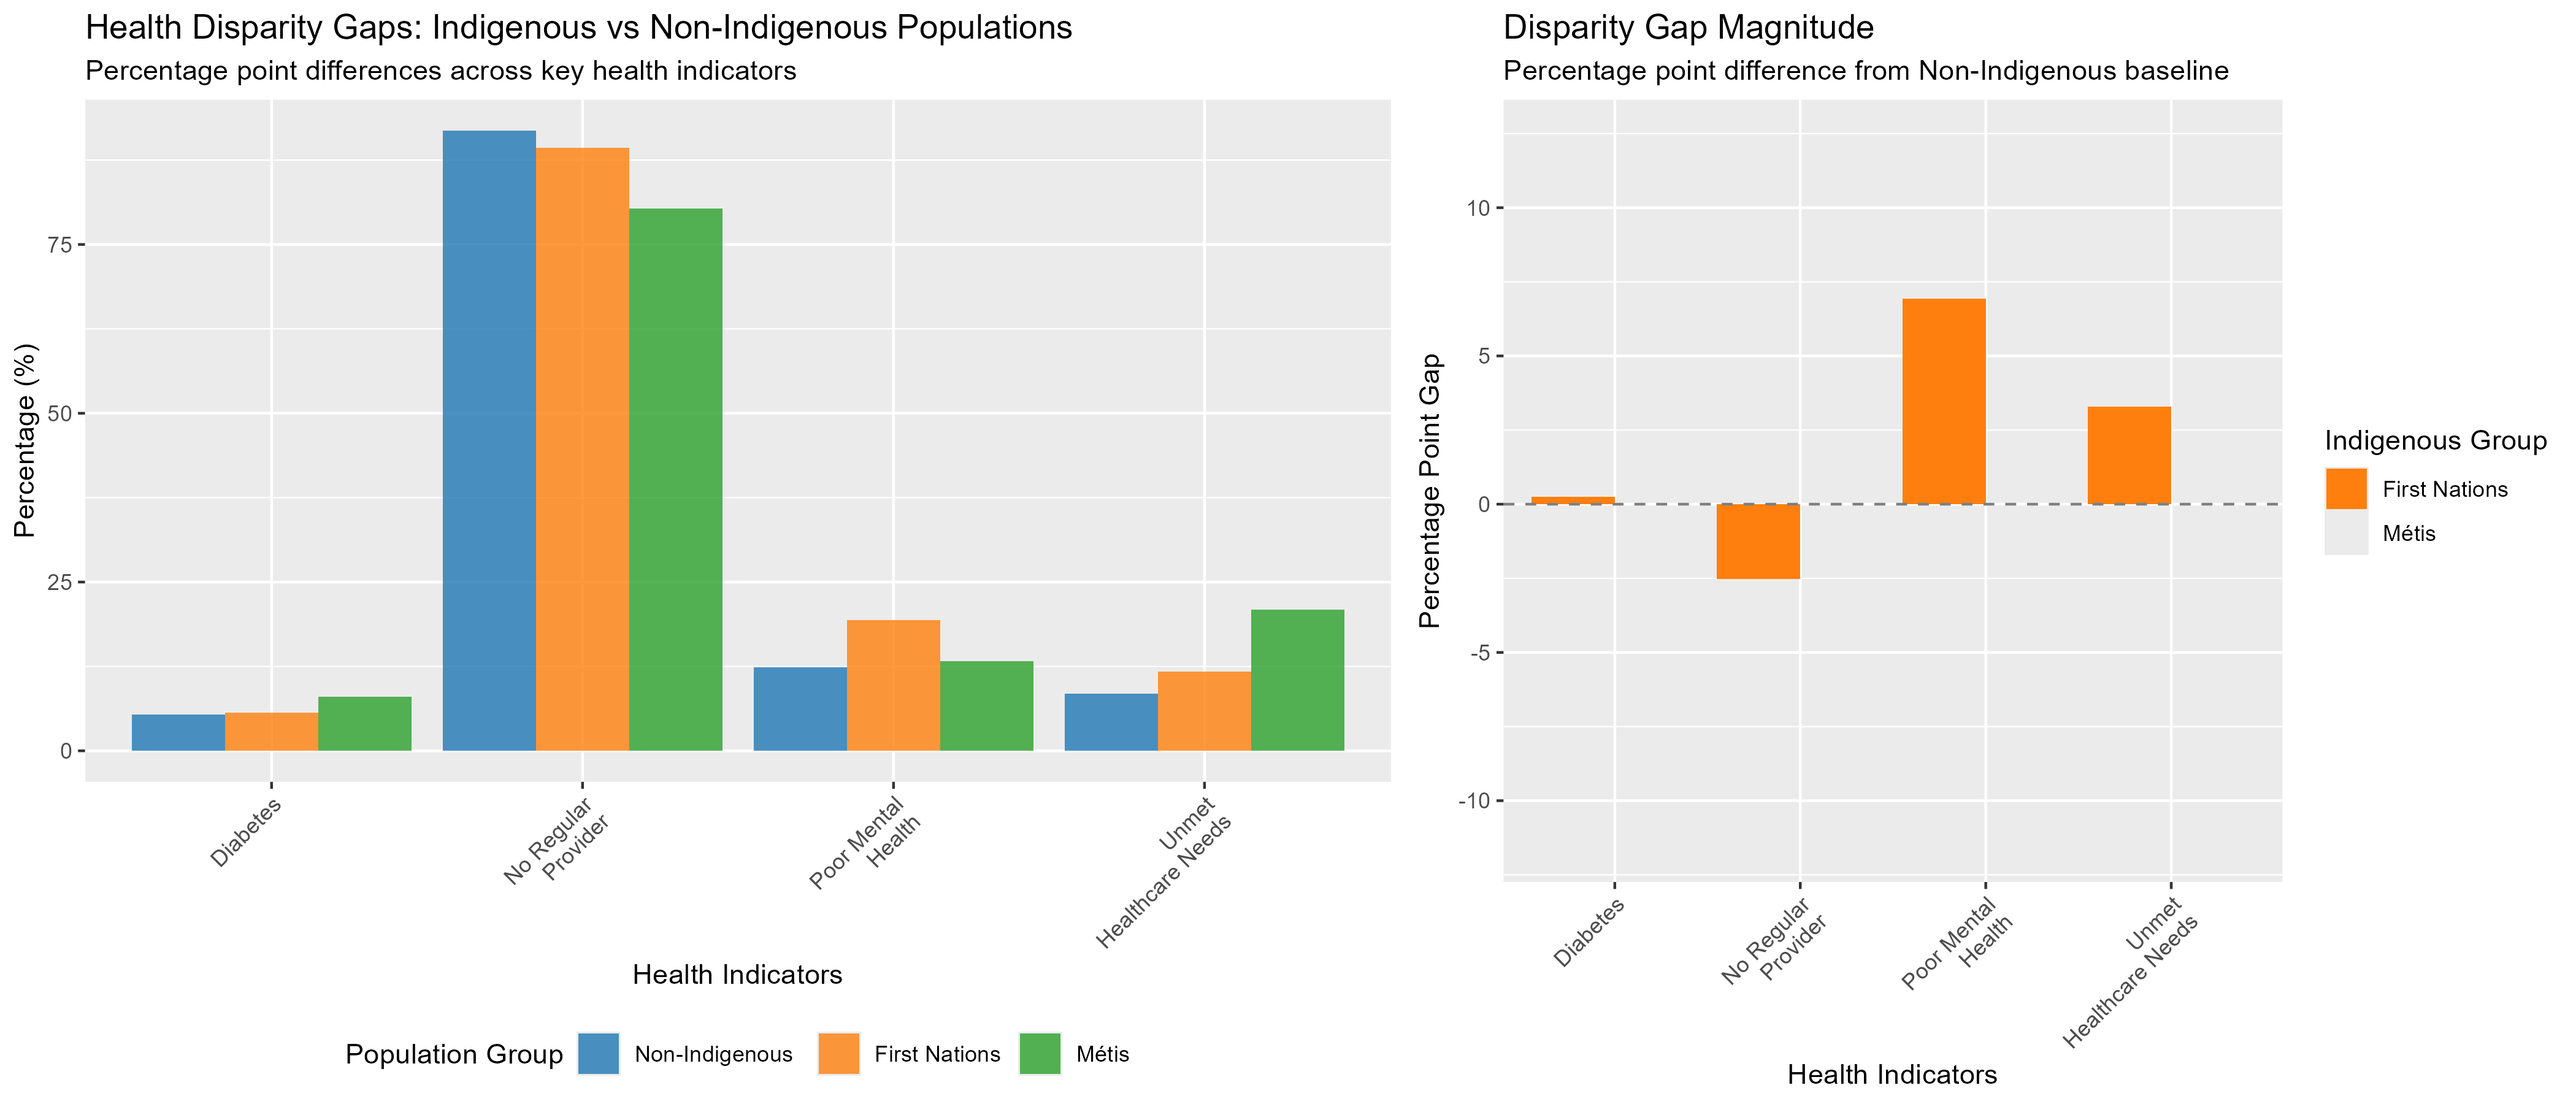 Health Disparity Gaps: Indigenous vs Non-Indigenous Populations
Percentage point differences across key health indicators
Percentage (%)
75
50
25
0
Diabetes
No Regular
Provider
Poor Mental
Health
Unmet
Healthcare Needs
Health Indicators
Population Group
Non-Indigenous
First Nations
Métis
Disparity Gap Magnitude
Percentage point difference from Non-Indigenous baseline
Percentage Point Gap
10
5
0
-5
-10
Diabetes
No Regular
Provider
Poor Mental
Health
Unmet
Healthcare Needs
Health Indicators
Indigenous Group
First Nations
Métis